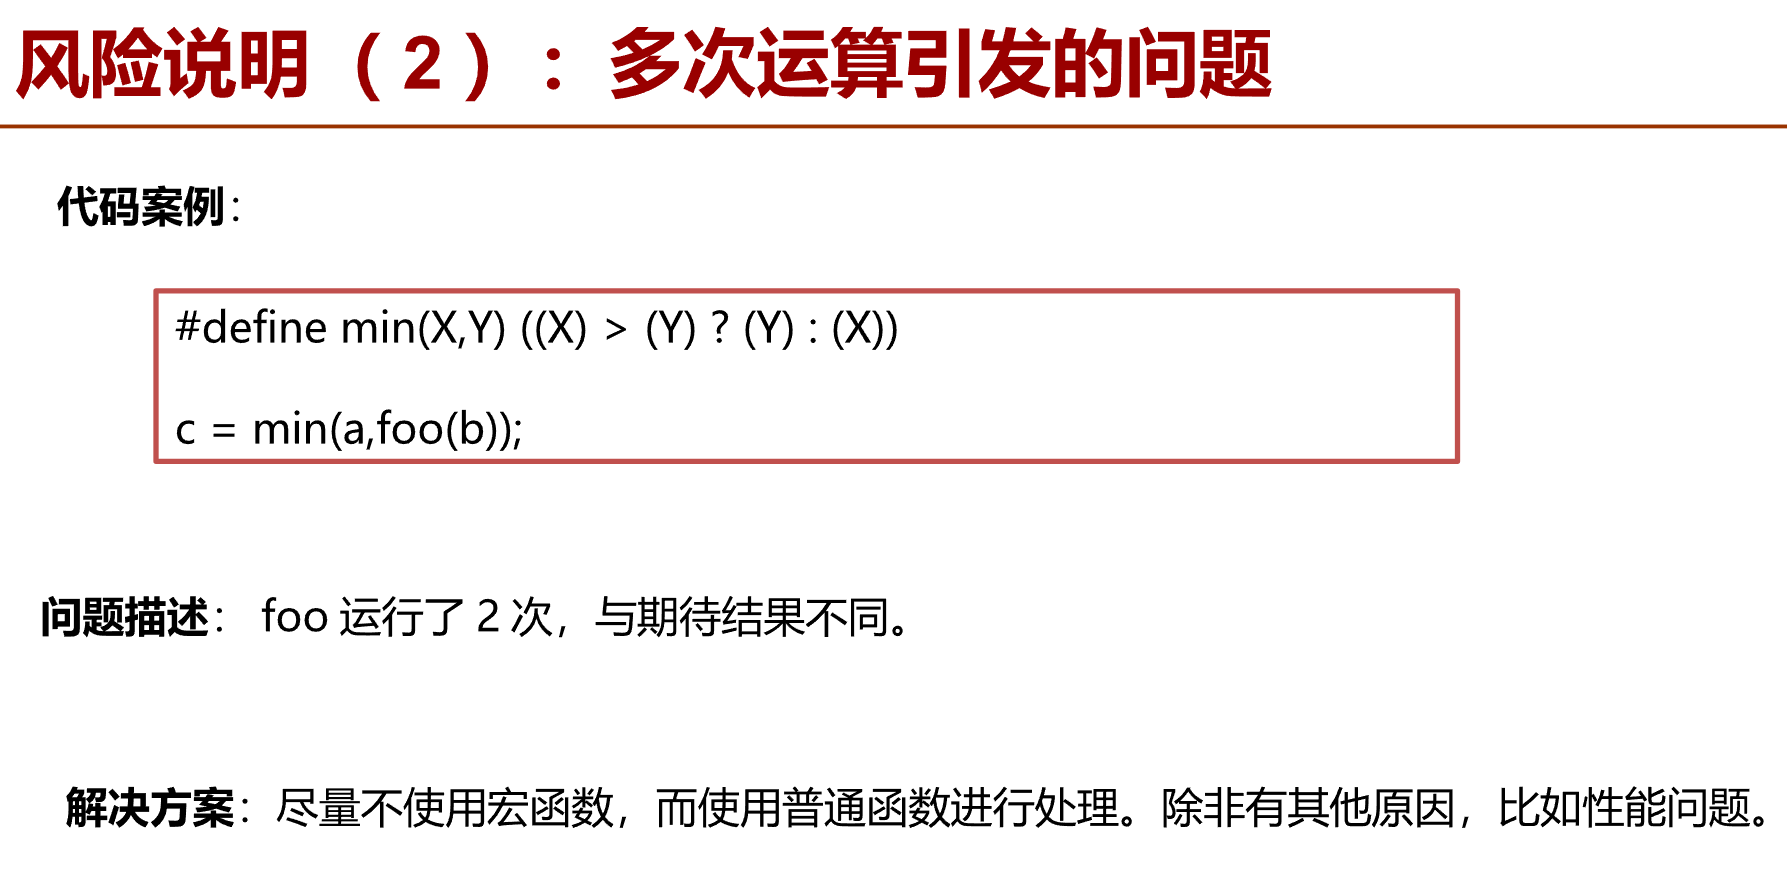 风险说明（2）：多次运算引发的问题
代码案例：
#define min(X,Y) ((X) > (Y) ? (Y) : (X))
c = min(a,foo(b));
问题描述： foo 运行了 2 次，与期待结果不同。
解决方案：尽量不使用宏函数，而使用普通函数进行处理。除非有其他原因，比如性能问题。